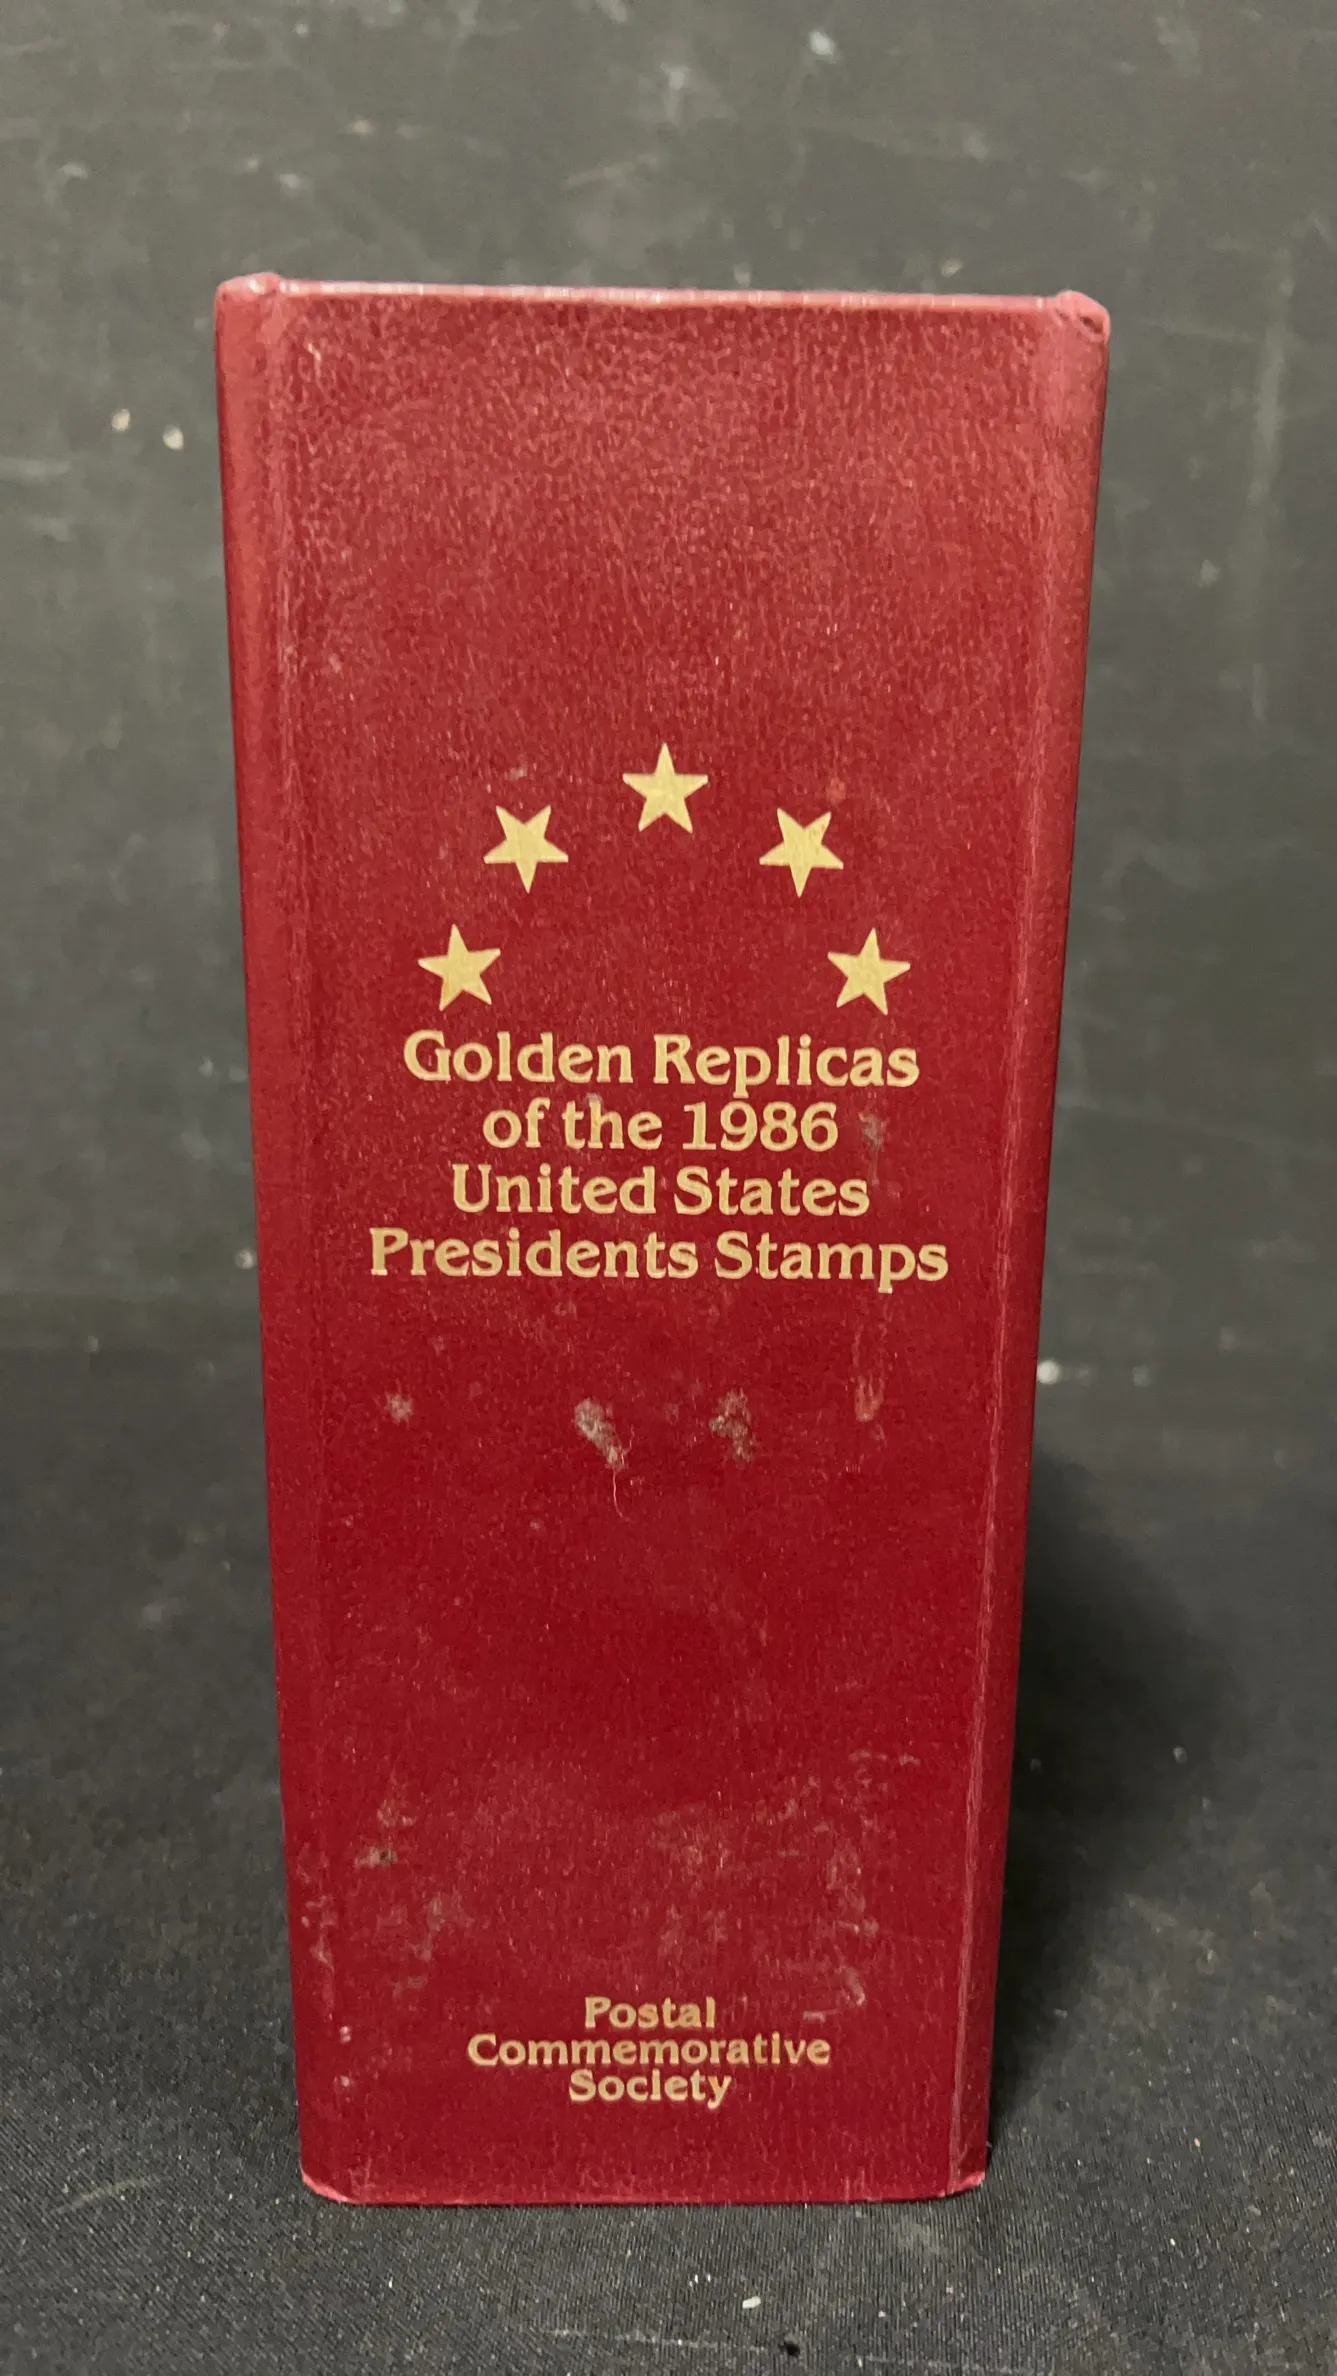 Golden Replicas
of the 1986
United States
Presidents Stamps
Postal
Commemorative
Society